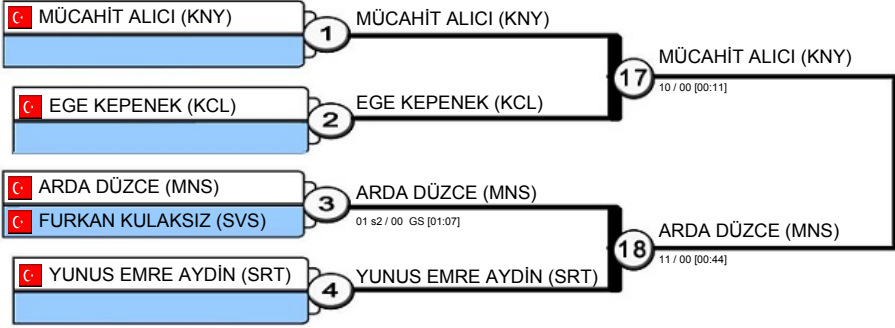 MÜCAHİT ALICI (KNY)
1
MÜCAHİT ALICI (KNY)
17
MÜCAHİT ALICI (KNY)
10 / 00 [00:11]
EGE KEPENEK (KCL)
2
EGE KEPENEK (KCL)
ARDA DÜZCE (MNS)
FURKAN KULAKSIZ (SVS)
3
ARDA DÜZCE (MNS)
01 s2 / 00 GS [01:07]
18
ARDA DÜZCE (MNS)
11 / 00 [00:44]
YUNUS EMRE AYDİN (SRT)
4
YUNUS EMRE AYDİN (SRT)